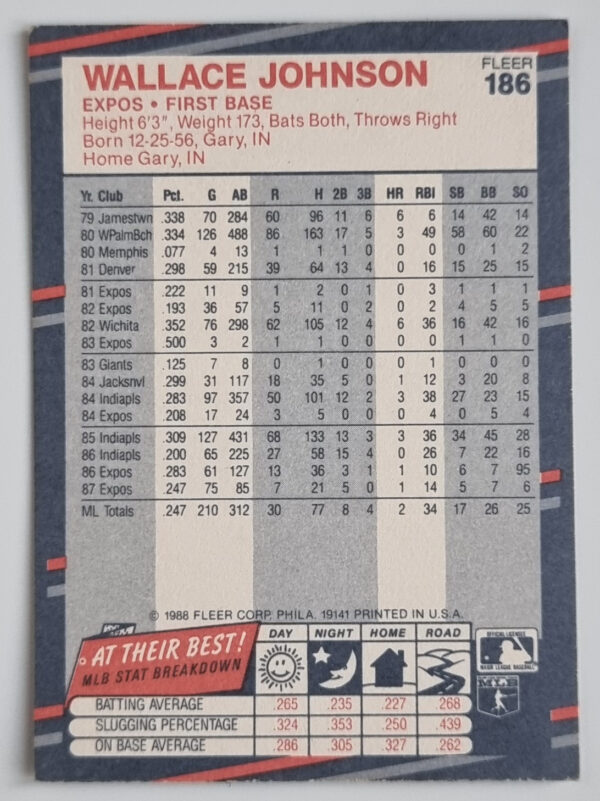 WALLACE JOHNSON
FLEER
186
EXPOS • FIRST BASE
Height 6'3", Weight 173, Bats Both, Throws Right
Born 12-25-56, Gary, IN
Home Gary, IN
Yr. Club Pct. G AB R H 2B 3B HR RBI SB BB SO
79 Jamestwn .338 70 284 60 96 11 6 6 6 14 42 14
80 WPalmBch .334 126 488 86 163 17 5 3 49 58 60 22
80 Memphis .077 4 13 1 1 1 0 0 0 0 1 2
81 Denver .298 59 215 39 64 13 4 0 16 15 25 15
81 Expos .222 11 9 1 2 0 1 0 3 1 1 1
82 Expos .193 36 57 5 11 0 2 0 2 4 5 5
82 Wichita .352 76 298 62 105 12 4 6 36 16 42 16
83 Expos .500 3 2 1 1 0 0 0 0 1 1 0
83 Giants .125 7 8 0 1 0 0 0 1 0 0 0
84 Jacksnvl .299 31 117 18 35 5 0 1 12 3 20 8
84 Indiapls .283 97 357 50 101 12 2 3 38 27 23 15
84 Expos .208 17 24 3 5 0 0 0 4 0 5 4
85 Indiapls .309 127 431 68 133 13 3 3 36 34 45 28
86 Indiapls .200 65 225 27 58 15 4 0 26 7 22 16
86 Expos .283 61 127 13 36 3 1 1 10 6 7 95
87 Expos .247 75 85 7 21 5 0 1 14 5 7 6
ML Totals .247 210 312 30 77 8 4 2 34 17 26 25
© 1988 FLEER CORP. PHILA. 19141 PRINTED IN U.S.A.
AT THEIR BEST!
MLB STAT BREAKDOWN
DAY NIGHT HOME ROAD
BATTING AVERAGE .265 .235 .227 .268
SLUGGING PERCENTAGE .324 .353 .250 .439
ON BASE AVERAGE .286 .305 .327 .262
OFFICIAL LICENSEE
MAJOR LEAGUE BASEBALL